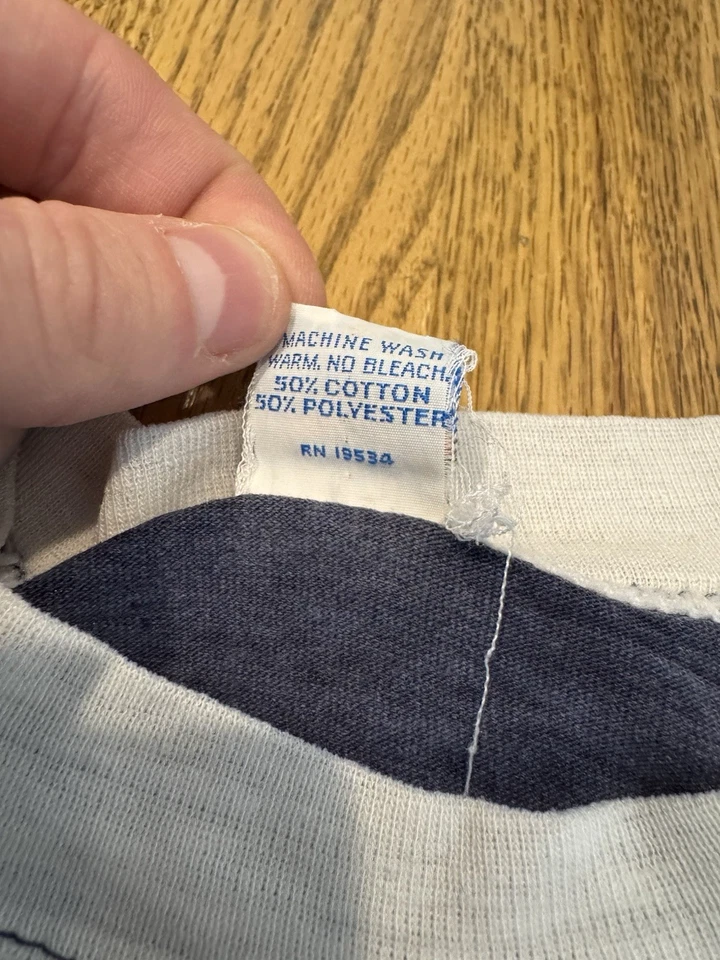 MACHINE WASH
WARM. NO BLEACH.
50% COTTON
50% POLYESTER
RN 19534